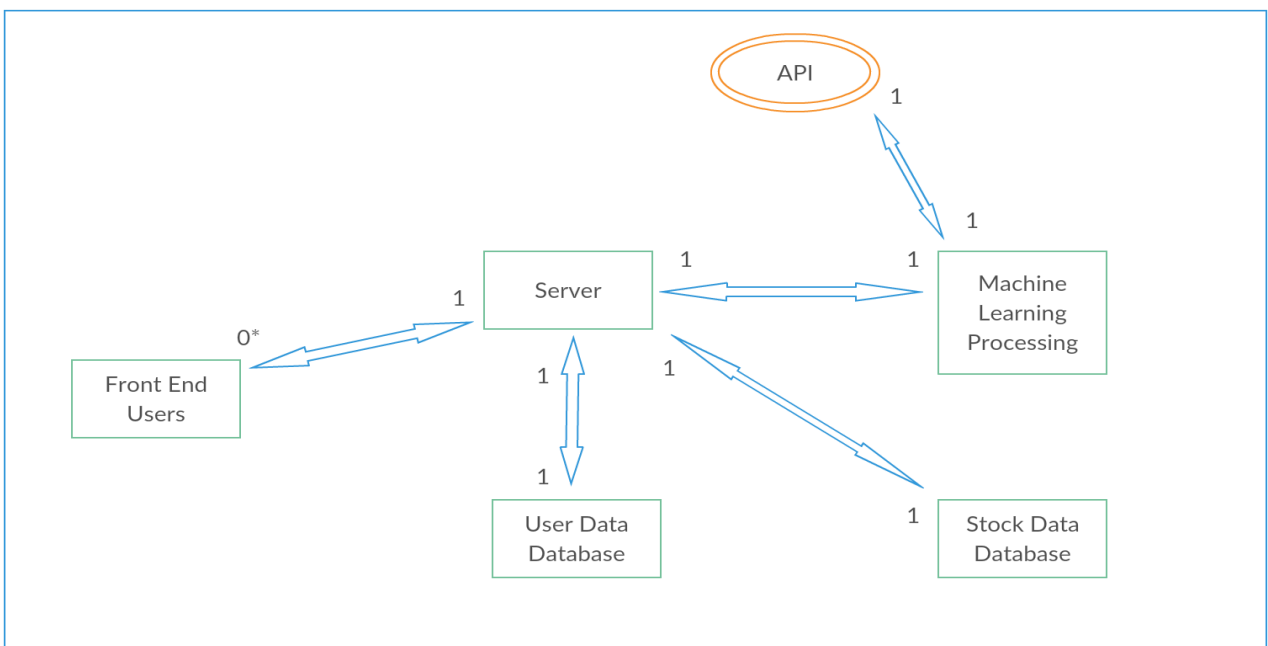 API
1
1
1
1
Server
Machine
Learning
Processing
1
0*
1
1
Front End
Users
1
1
User Data
Database
Stock Data
Database